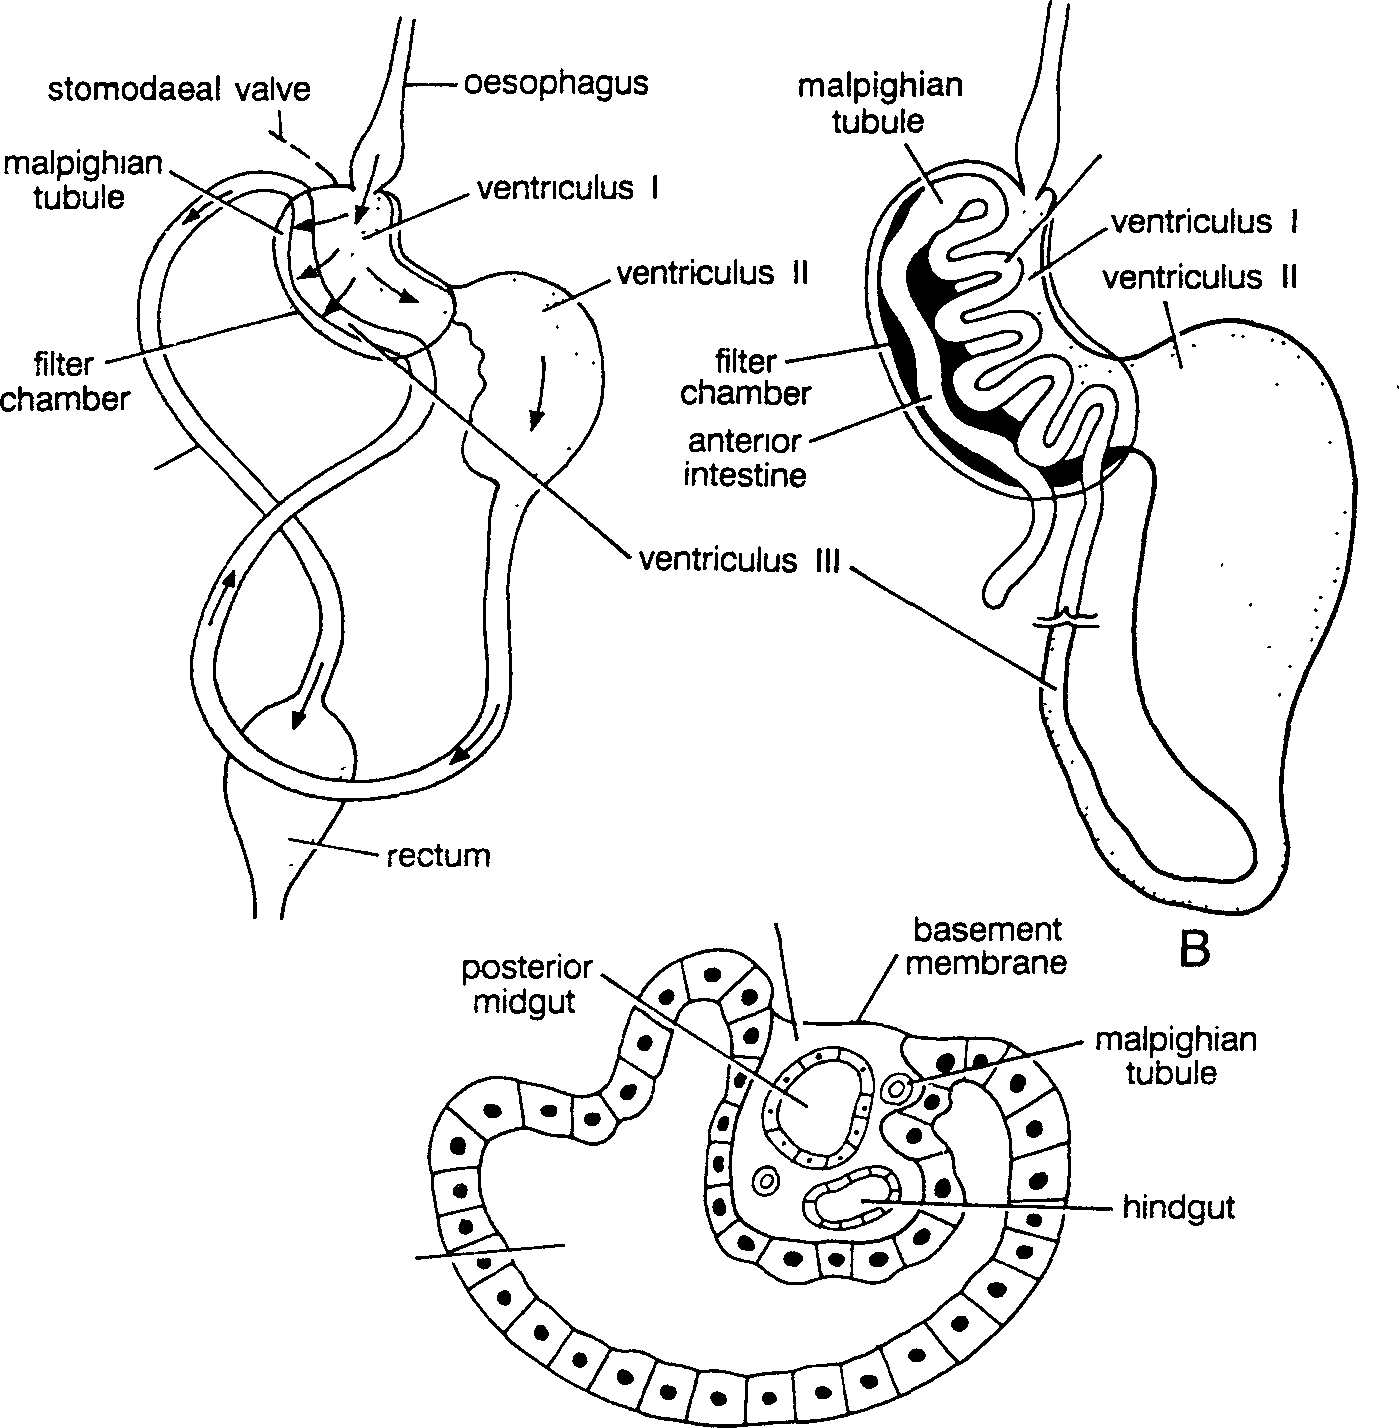 stomodaeal valve
oesophagus
malpighian
tubule
ventriculus I
ventriculus II
filter
chamber
rectum
malpighian
tubule
ventriculus I
ventriculus II
filter
chamber
anterior
intestine
ventriculus III
B
posterior
midgut
basement
membrane
malpighian
tubule
hindgut